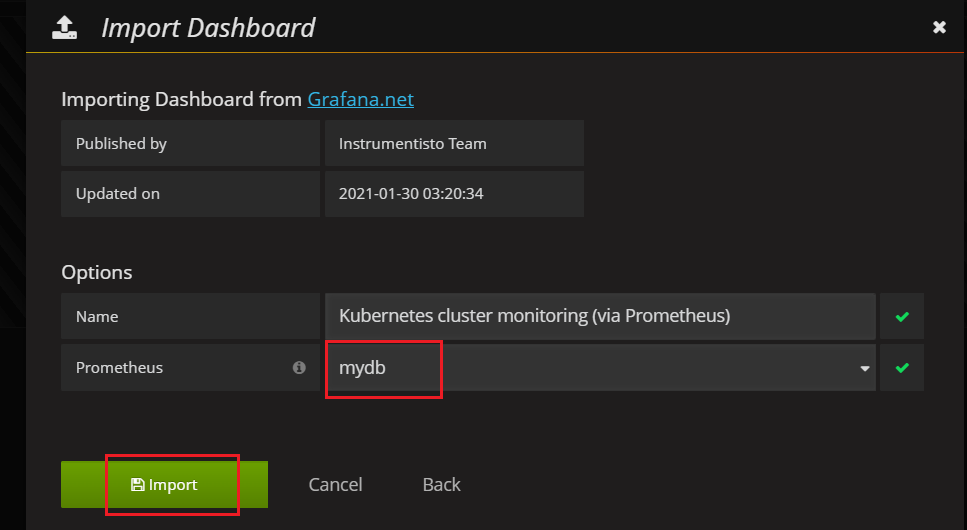 Import Dashboard
Importing Dashboard from Grafana.net
Published by Instrumentisto Team
Updated on 2021-01-30 03:20:34
Options
Name Kubernetes cluster monitoring (via Prometheus)
Prometheus mydb
Import Cancel Back